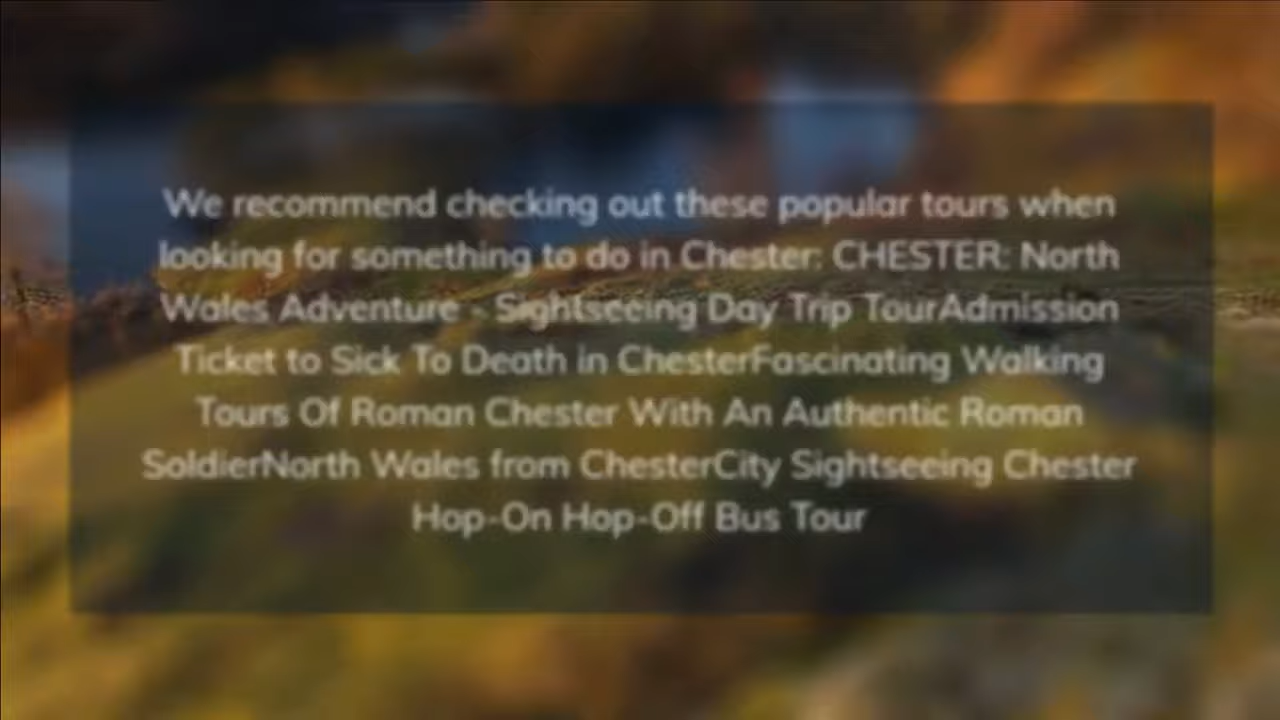 We recommend checking out these popular tours when
looking for something to do in Chester: CHESTER: North
Wales Adventure - Sightseeing Day Trip TourAdmission
Ticket to Sick To Death in ChesterFascinating Walking
Tours Of Roman Chester With An Authentic Roman
SoldierNorth Wales from ChesterCity Sightseeing Chester
Hop-On Hop-Off Bus Tour